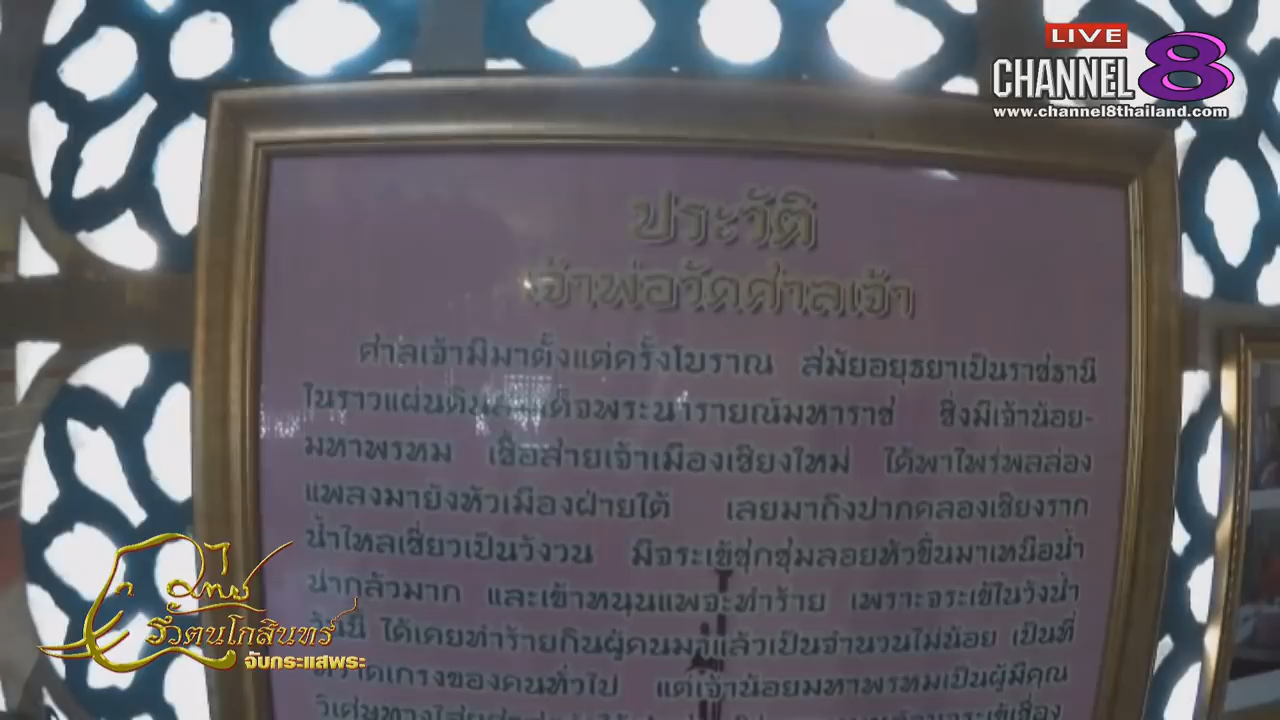 LIVE
CHANNEL 8
www.channel8thailand.com
ประวัติ
เจ้าพ่อวัดศาลเจ้า
ศาลเจ้ามีมาตั้งแต่ครั้งโบราณ สมัยอยุธยาเป็นราชธานี
ในราวแผ่นดินสมเด็จพระนารายณ์มหาราช ซึ่งมีเจ้าน้อย-
มหาพรหม เชื้อสายเจ้าเมืองเชียงใหม่ ได้พาไพร่พลล่อง
แพลงมายังหัวเมืองฝ่ายใต้ เลยมาถึงปากคลองเชียงราก
น้ำไหลเชี่ยวเป็นวังวน มีจระเข้ชุกชุมลอยหัวขึ้นมาเหนือน้ำ
น่ากลัวมาก และเข้าหนุนแพจะทำร้าย เพราะจระเข้ในวังน้ำ
วนนี้ ได้เคยทำร้ายกินผู้คนมาแล้วเป็นจำนวนไม่น้อย เป็นที่
หวาดเกรงของคนทั่วไป แต่เจ้าน้อยมหาพรหมเป็นผู้มีคุณ
วิเศษทาง
ไทย
รั้วตนโกสินทร์
จับกระแสพระ